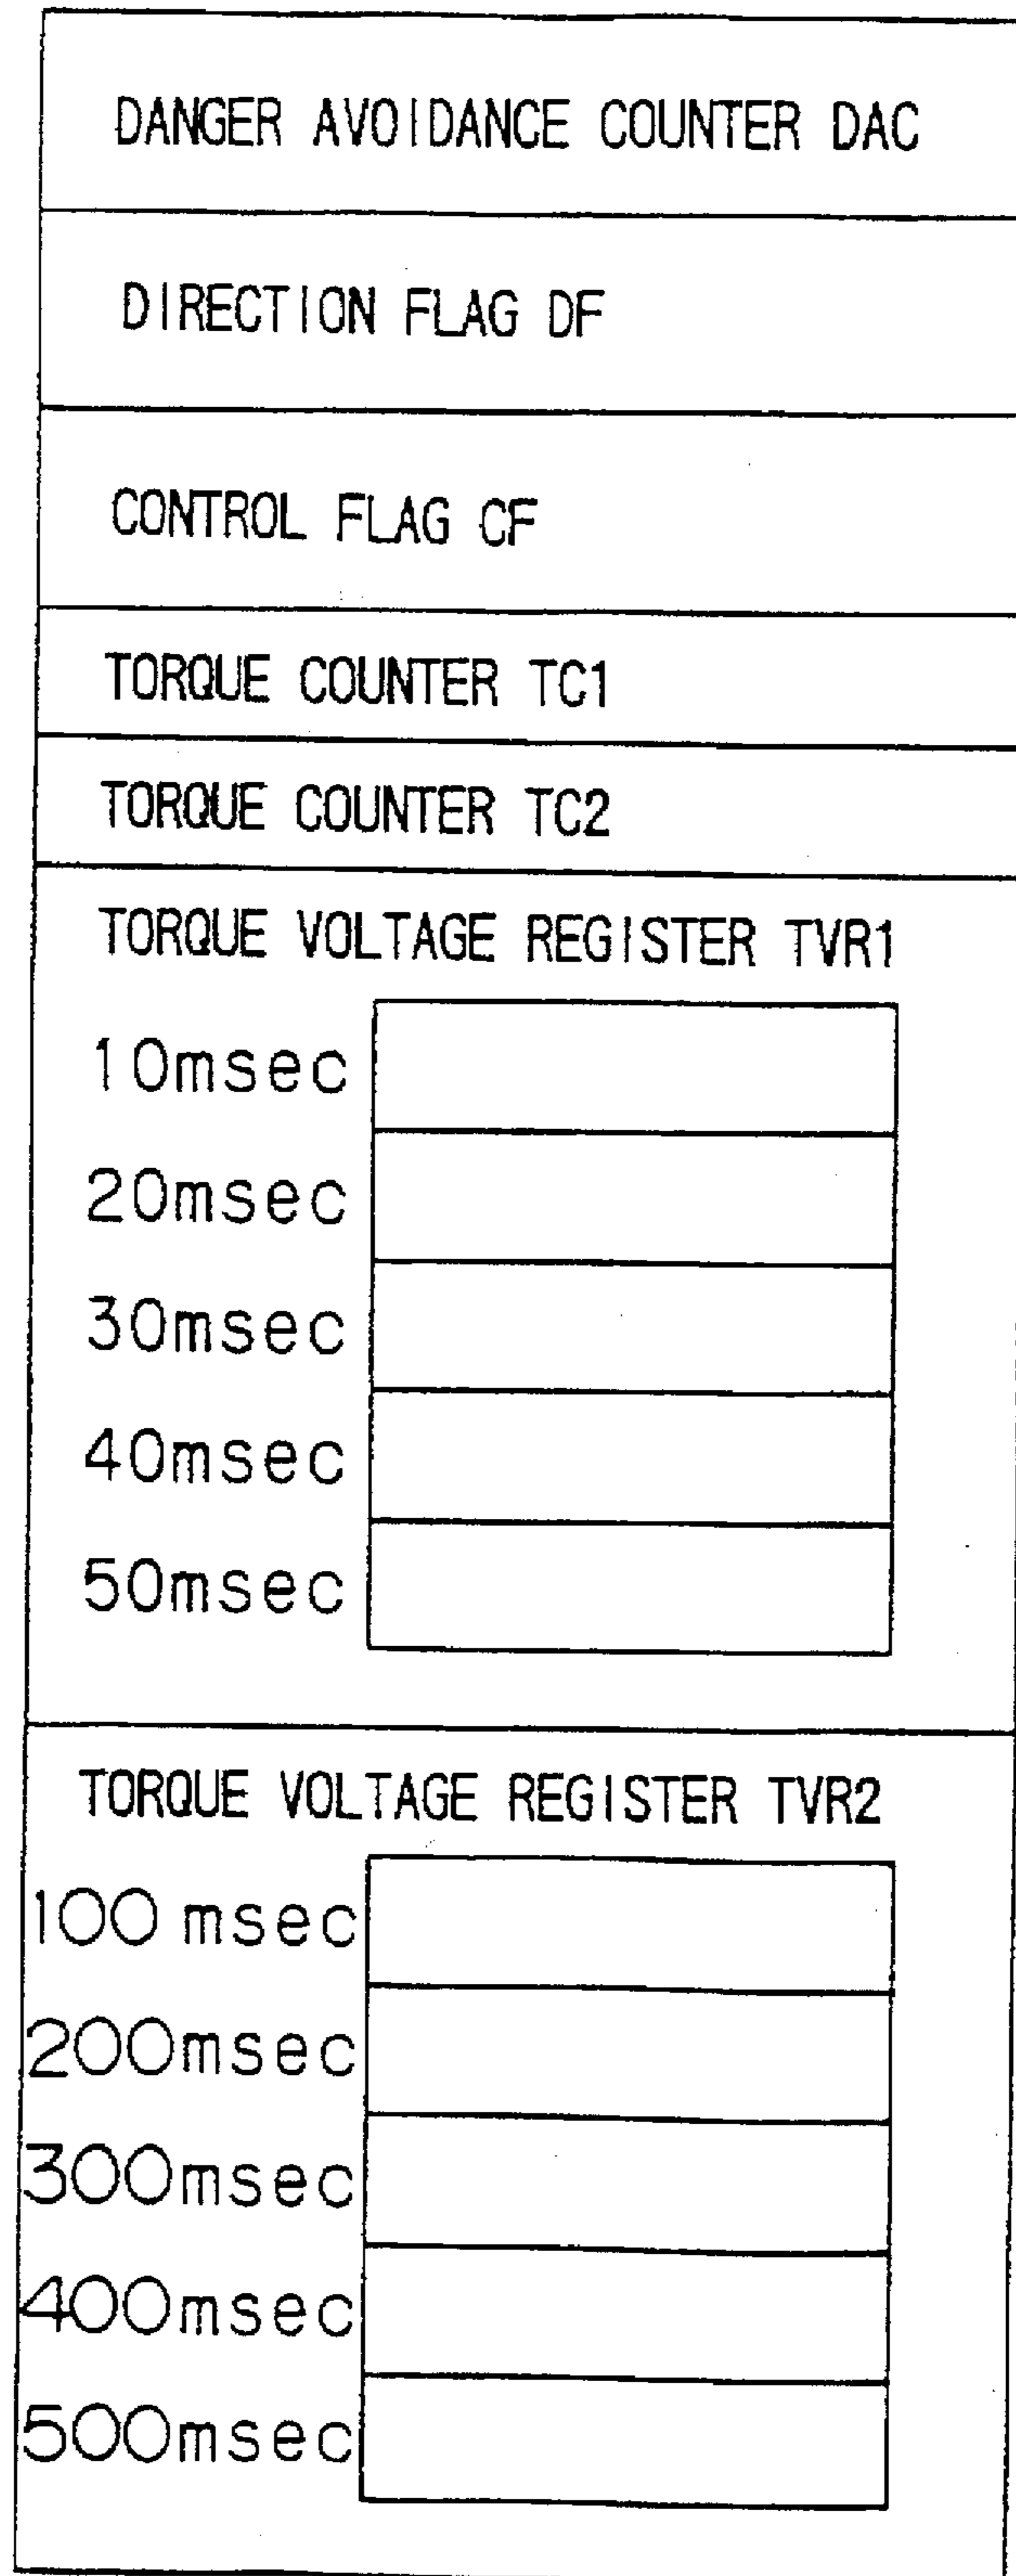 DANGER AVOIDANCE COUNTER DAC
DIRECTION FLAG DF
CONTROL FLAG CF
TORQUE COUNTER TC1
TORQUE COUNTER TC2
TORQUE VOLTAGE REGISTER TVR1
10msec
20msec
30msec
40msec
50msec
TORQUE VOLTAGE REGISTER TVR2
100 msec
200msec
300msec
400msec
500msec